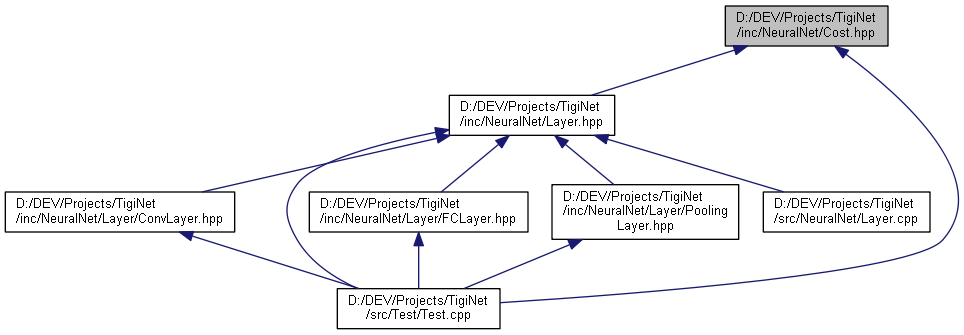 D:/DEV/Projects/TigiNet
/inc/NeuralNet/Cost.hpp
D:/DEV/Projects/TigiNet
/inc/NeuralNet/Layer.hpp
D:/DEV/Projects/TigiNet
/inc/NeuralNet/Layer/ConvLayer.hpp
D:/DEV/Projects/TigiNet
/inc/NeuralNet/Layer/FCLayer.hpp
D:/DEV/Projects/TigiNet
/inc/NeuralNet/Layer/Pooling
Layer.hpp
D:/DEV/Projects/TigiNet
/src/NeuralNet/Layer.cpp
D:/DEV/Projects/TigiNet
/src/Test/Test.cpp